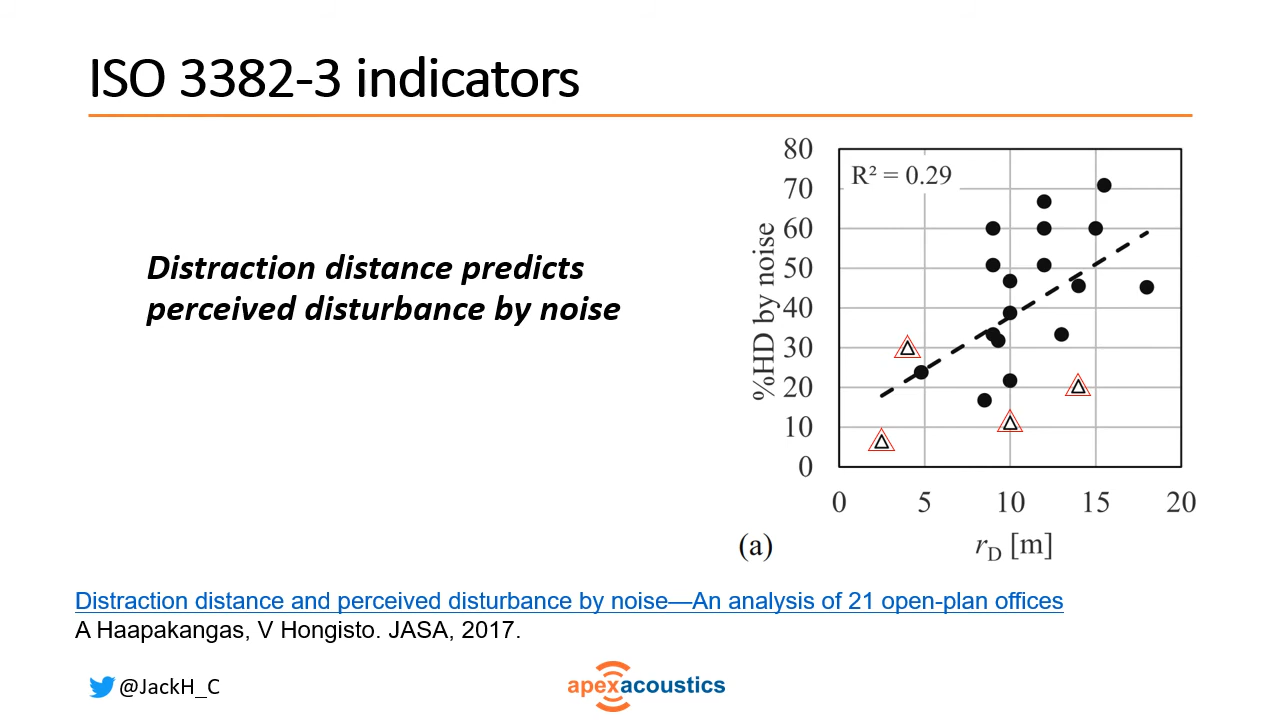 ISO 3382-3 indicators
Distraction distance predicts
perceived disturbance by noise
R² = 0.29
%HD by noise
80
70
60
50
40
30
20
10
0
0 5 10 15 20
(a)
rD [m]
Distraction distance and perceived disturbance by noise—An analysis of 21 open-plan offices
A Haapakangas, V Hongisto. JASA, 2017.
@JackH_C
apexacoustics